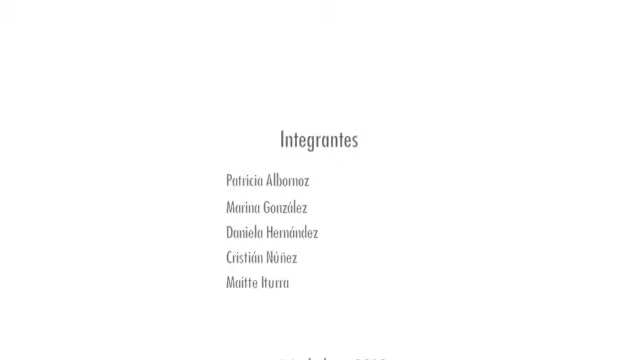 Integrantes
Patricia Albornoz
Marina González
Daniela Hernández
Cristián Núñez
Maitte Iturra